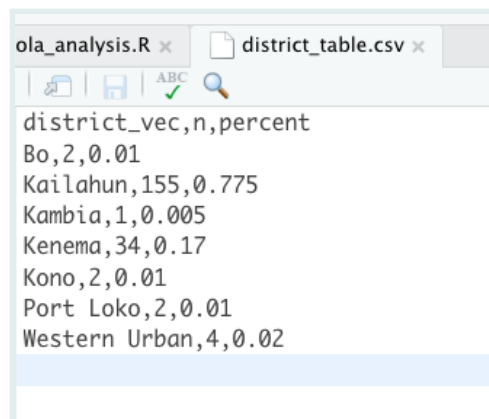 ola_analysis.R × district_table.csv ×
ABC
district_vec,n,percent
Bo,2,0.01
Kailahun,155,0.775
Kambia,1,0.005
Kenema,34,0.17
Kono,2,0.01
Port Loko,2,0.01
Western Urban,4,0.02